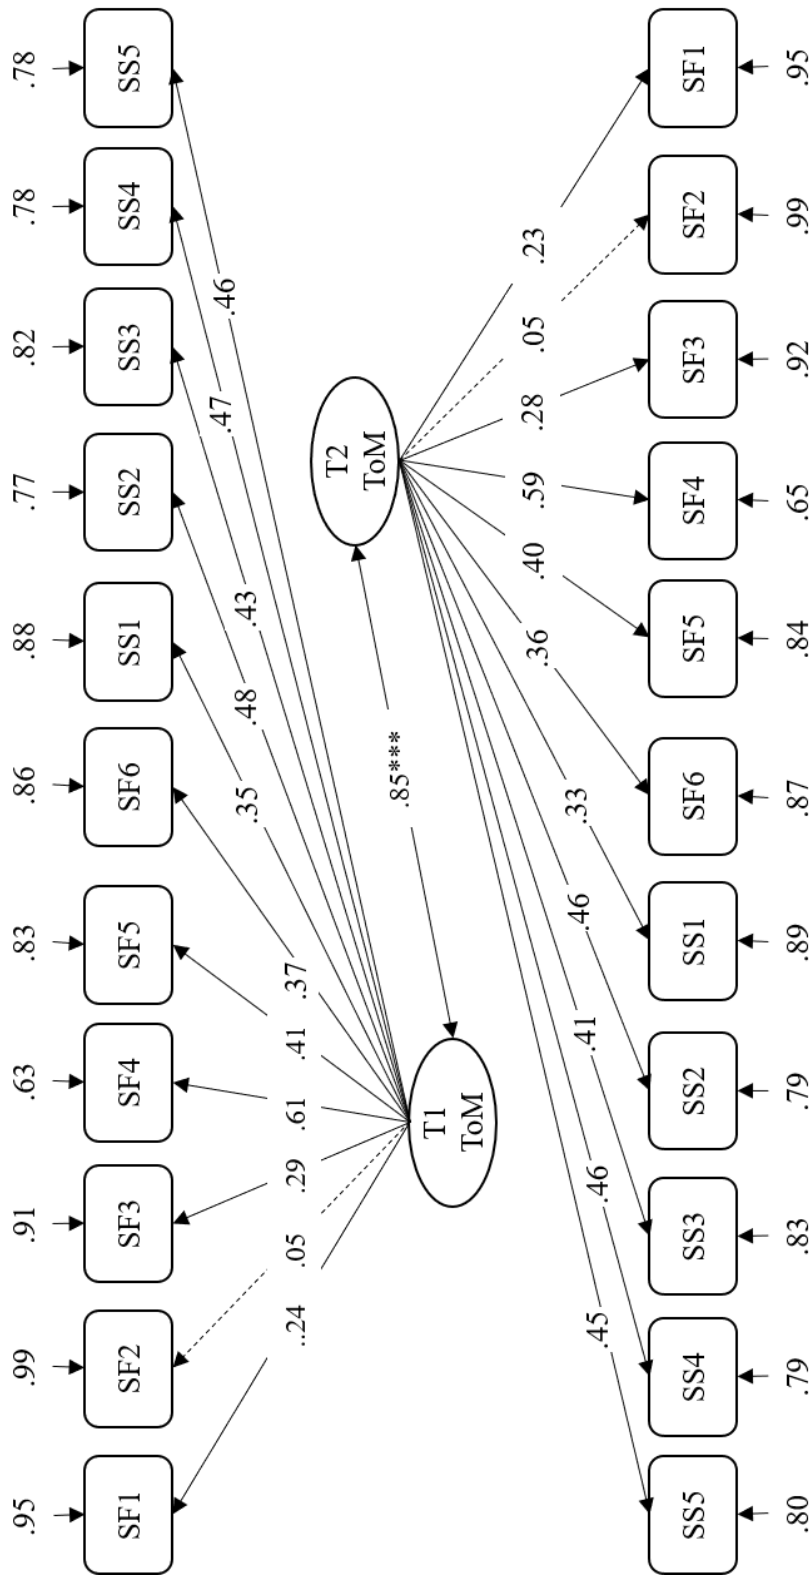 .95 .99 .91 .63 .83 .86 .88 .77 .82 .78 .78
SF1 SF2 SF3 SF4 SF5 SF6 SS1 SS2 SS3 SS4 SS5
..24 .05 .29 .61 .41 .37 .35 .48 .43 .47 .46
T2
ToM
.85***
T1
ToM
.45 .46 .41 .46 .33 .36 .40 .59 .28 .05 .23
SS5 SS4 SS3 SS2 SS1 SF6 SF5 SF4 SF3 SF2 SF1
.80 .79 .83 .79 .89 .87 .84 .65 .92 .99 .95